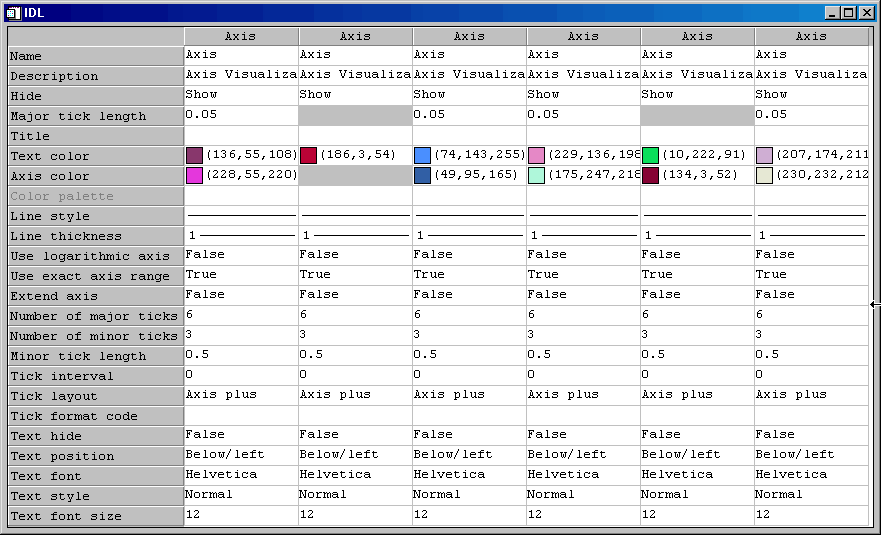 IDL
Axis Axis Axis Axis Axis Axis
Name Axis Axis Axis Axis Axis Axis
Description Axis Visualiza Axis Visualiza Axis Visualiza Axis Visualiza Axis Visualiza Axis Visualiza
Hide Show Show Show Show Show Show
Major tick length 0.05 0.05 0.05 0.05
Title
Text color (136,55,108) (186,3,54) (74,143,255) (229,136,198 (10,222,91) (207,174,211
Axis color (228,55,220) (49,95,165) (175,247,218 (134,3,52) (230,232,212
Color palette
Line style
Line thickness 1 1 1 1 1 1
Use logarithmic axis False False False False False False
Use exact axis range True True True True True True
Extend axis False False False False False False
Number of major ticks 6 6 6 6 6 6
Number of minor ticks 3 3 3 3 3 3
Minor tick length 0.5 0.5 0.5 0.5 0.5 0.5
Tick interval 0 0 0 0 0 0
Tick layout Axis plus Axis plus Axis plus Axis plus Axis plus Axis plus
Tick format code
Text hide False False False False False False
Text position Below/left Below/left Below/left Below/left Below/left Below/left
Text font Helvetica Helvetica Helvetica Helvetica Helvetica Helvetica
Text style Normal Normal Normal Normal Normal Normal
Text font size 12 12 12 12 12 12